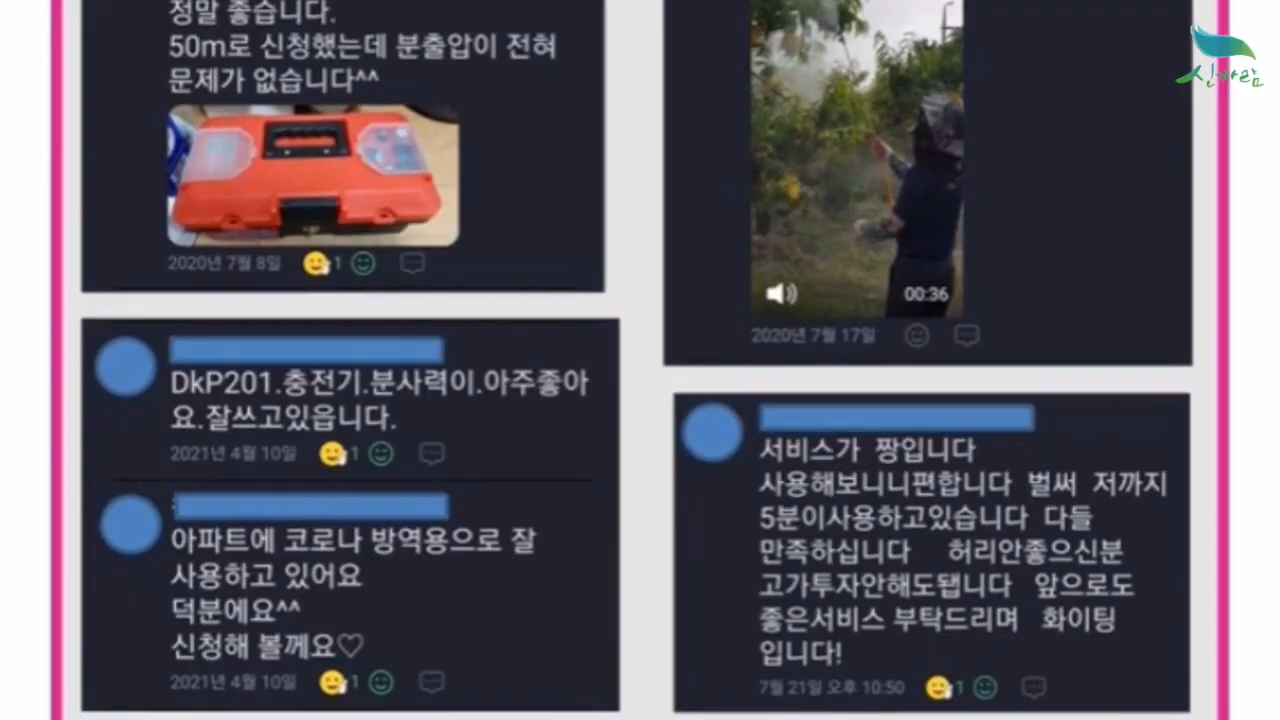 정말 좋습니다.
50m로 신청했는데 분출압이 전혀
문제가 없습니다^^
2020년 7월 8일
1
DkP201.충전기.분사력이.아주좋아
요.잘쓰고있읍니다.
2021년 4월 10일
1
아파트에 코로나 방역용으로 잘
사용하고 있어요
덕분에요^^
신청해 볼께요♡
2021년 4월 10일
1
신바람
00:36
2020년 7월 17일
서비스가 짱입니다
사용해보니니편합니다 벌써 저까지
5분이사용하고있습니다 다들
만족하십니다 허리안좋으신분
고가투자안해도됩니다 앞으로도
좋은서비스 부탁드리며 화이팅
입니다!
7월 21일 오후 10:50
1